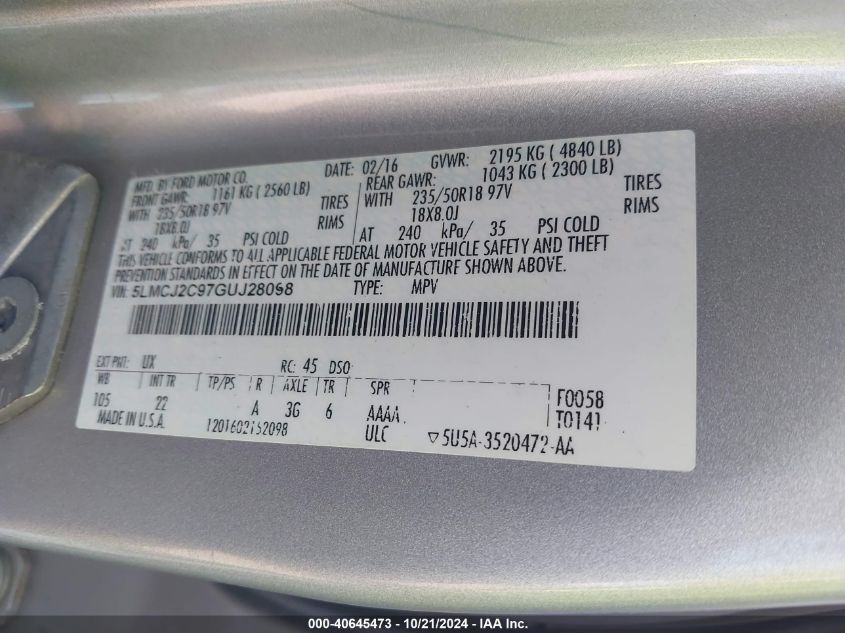 MFD. BY FORD MOTOR CO. DATE: 02/16 GVWR: 2195 KG ( 4840 LB)
FRONT GAWR: 1161 KG ( 2560 LB) REAR GAWR: 1043 KG ( 2300 LB)
WITH 235/50R18 97V TIRES WITH 235/50R18 97V TIRES
18X8.0J RIMS 18X8.0J RIMS
AT 240 kPa/ 35 PSI COLD AT 240 kPa/ 35 PSI COLD
THIS VEHICLE CONFORMS TO ALL APPLICABLE FEDERAL MOTOR VEHICLE SAFETY AND THEFT
PREVENTION STANDARDS IN EFFECT ON THE DATE OF MANUFACTURE SHOWN ABOVE.
VIN: 5LMCJ2C97GUJ28098 TYPE: MPV
EXT PNT: UX RC: 45 DSO:
WB INT TR TP/PS R AXLE TR SPR F0058
105 22 A 3G 6 AAAA T0141
MADE IN U.S.A. 1201602152098 ULC ▽5U5A-3520472-AA
000-40645473 - 10/21/2024 - IAA Inc.